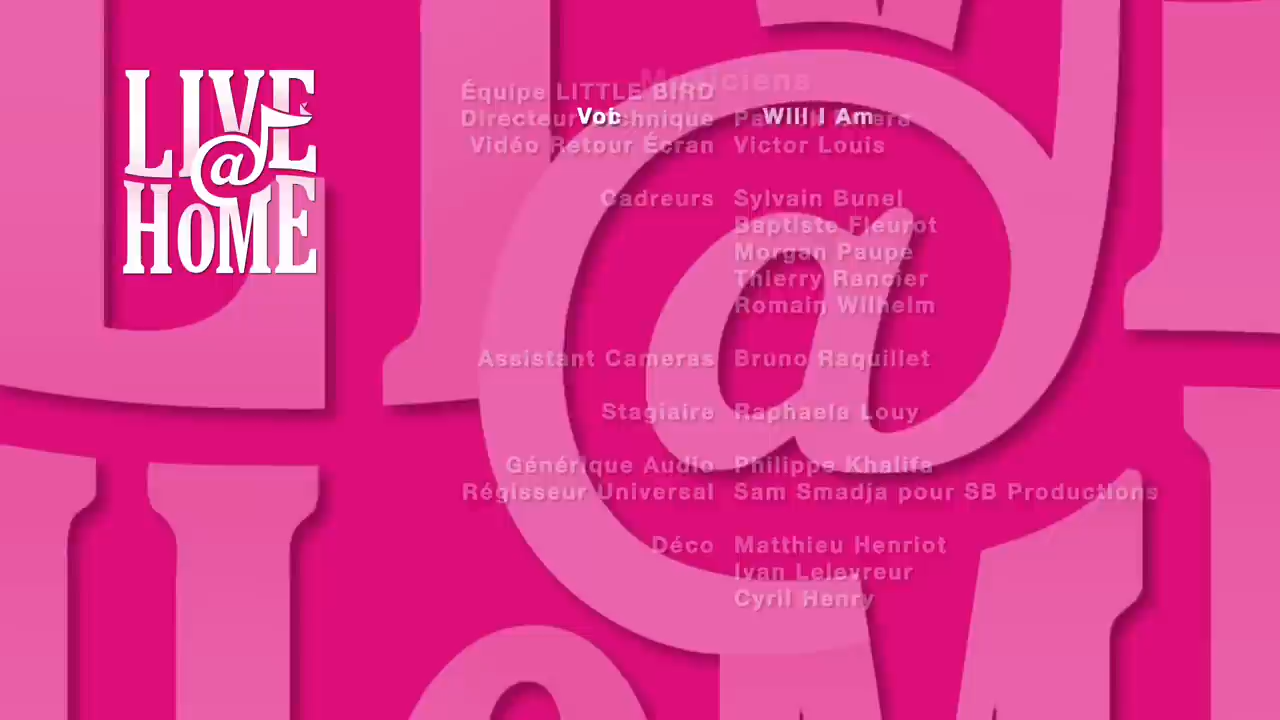 LIVE
@
HOME
Musiciens
Équipe LITTLE BIRD
Will I Am
Directeur Technique
Vidéo Retour Écran Victor Louis
Cadreurs Sylvain Bunel
Baptiste Fleurot
Morgan Paupe
Thierry Rancier
Romain Wilhelm
Assistant Cameras Bruno Raquillet
Stagiaire Raphaela Louy
Générique Audio Philippe Khalifa
Régisseur Universal Sam Smadja pour SB Productions
Déco Matthieu Henriot
Ivan Lelevreur
Cyril Henry